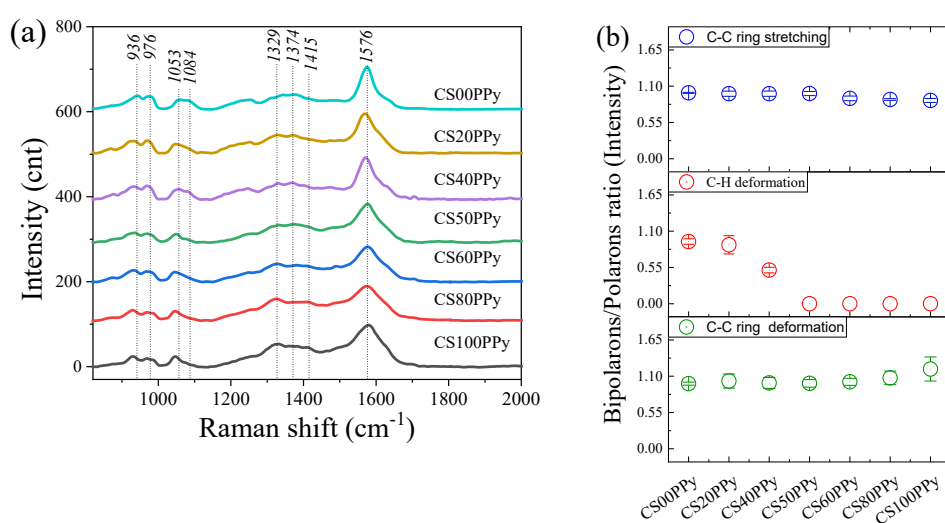 (a)
800
600
400
200
0
Intensity (cnt)
936
976
1053
1084
1329
1374
1415
1576
CS00PPy
CS20PPy
CS40PPy
CS50PPy
CS60PPy
CS80PPy
CS100PPy
1000 1200 1400 1600 1800 2000
Raman shift (cm-1)
(b)
Bipolarons/Polarons ratio (Intensity)
C-C ring stretching
1.65
1.10
0.55
0.00
C-H deformation
1.65
1.10
0.55
0.00
C-C ring deformation
1.65
1.10
0.55
0.00
CS00PPy
CS20PPy
CS40PPy
CS50PPy
CS60PPy
CS80PPy
CS100PPy